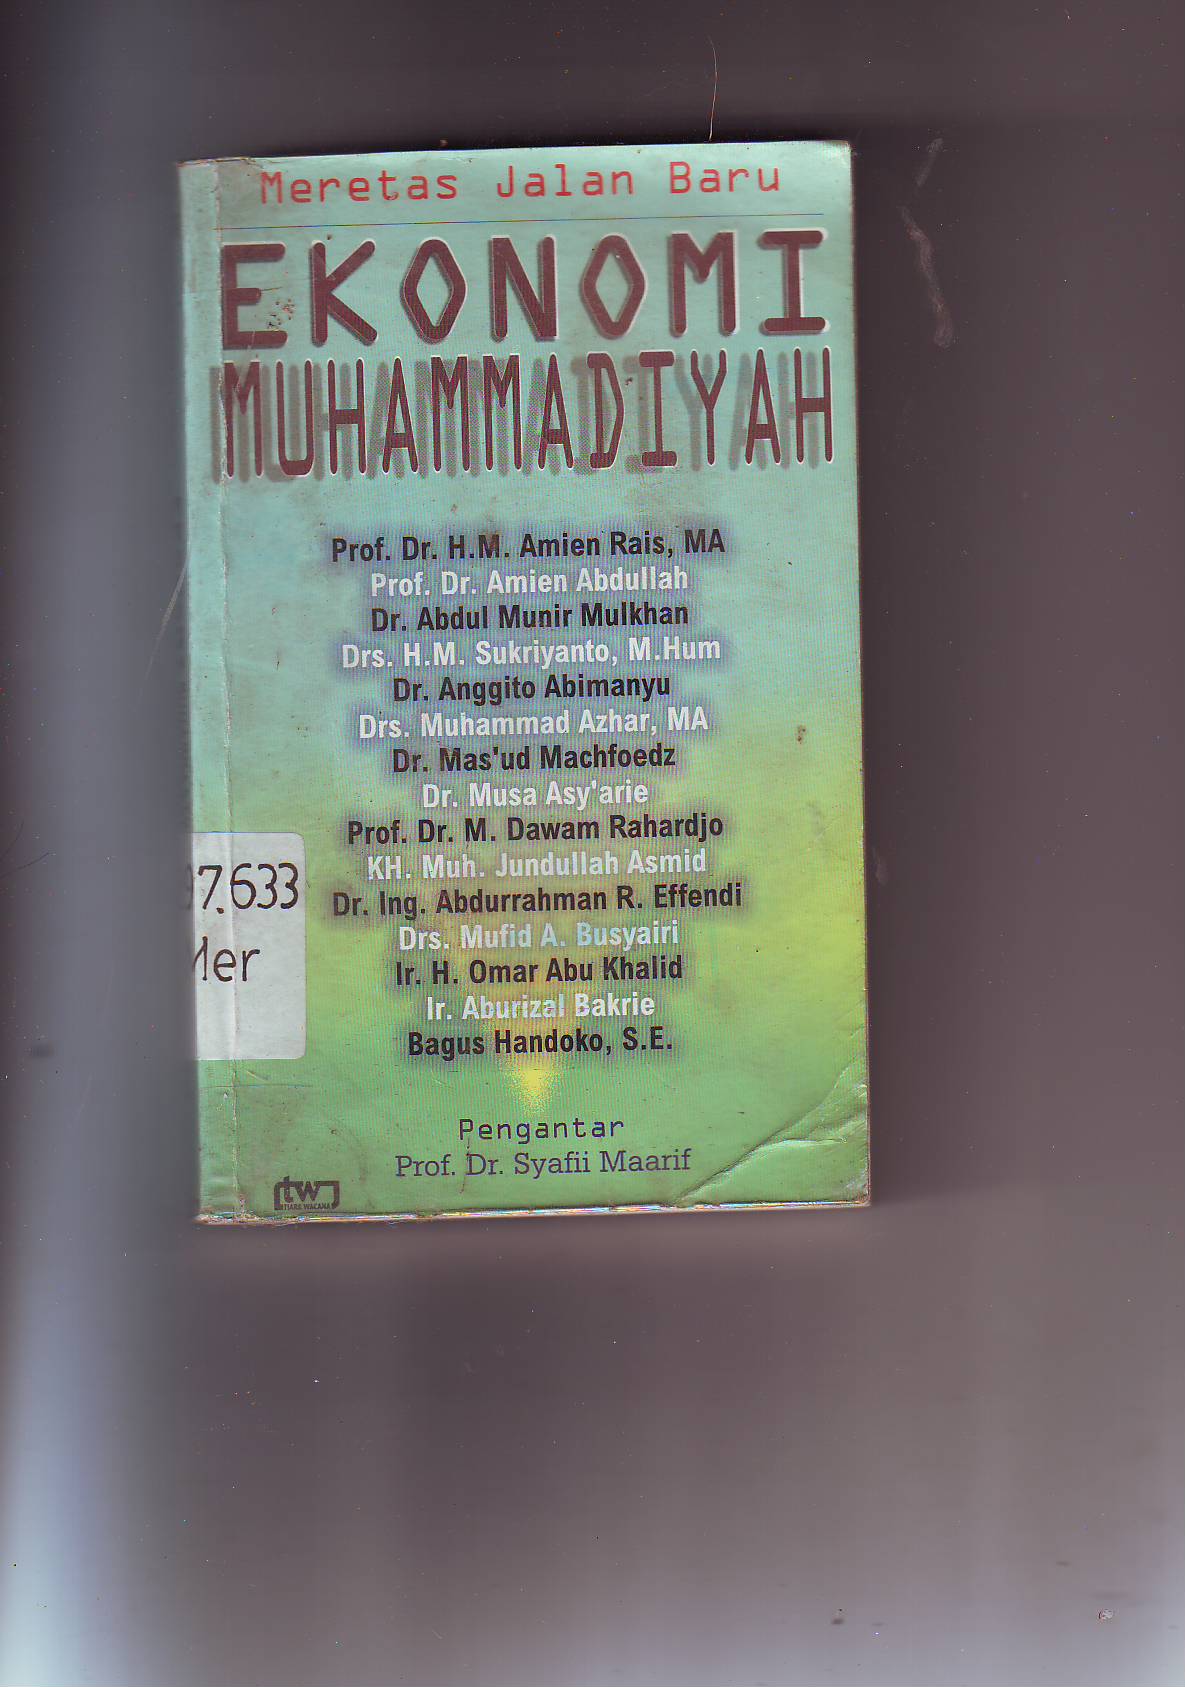 Meretas Jalan Baru
EKONOMI
MUHAMMADIYAH
Prof. Dr. H.M. Amien Rais, MA
Prof. Dr. Amien Abdullah
Dr. Abdul Munir Mulkhan
Drs. H.M. Sukriyanto, M.Hum
Dr. Anggito Abimanyu
Drs. Muhammad Azhar, MA
Dr. Mas'ud Machfoedz
Dr. Musa Asy'arie
Prof. Dr. M. Dawam Rahardjo
KH. Muh. Jundullah Asmid
Dr. Ing. Abdurrahman R. Effendi
Drs. Mufid A. Busyairi
Ir. H. Omar Abu Khalid
Ir. Aburizal Bakrie
Bagus Handoko, S.E.
7.633
Pengantar
Prof. Dr. Syafii Maarif
tw
TIARA WACANA